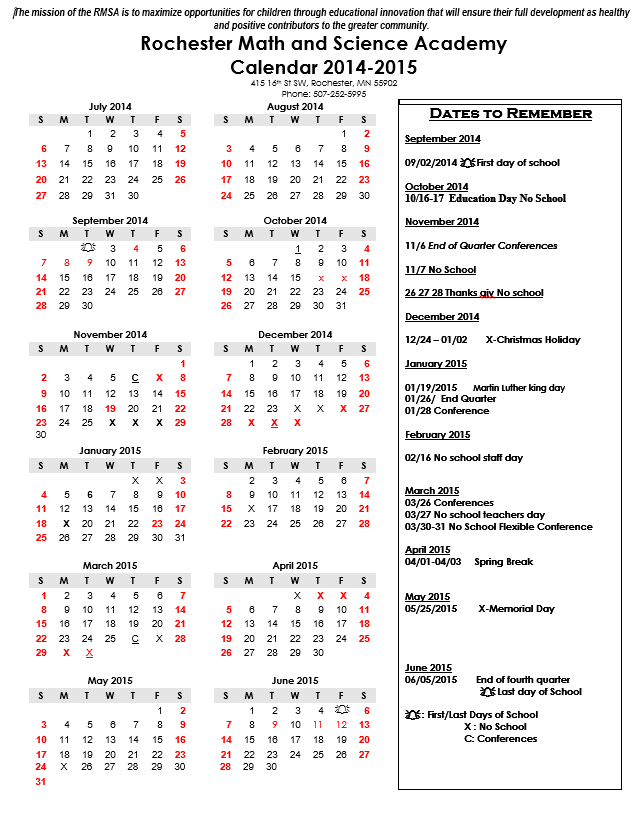 The mission of the RMSA is to maximize opportunities for children through educational innovation that will ensure their full development as healthy
and positive contributors to the greater community.
Rochester Math and Science Academy
Calendar 2014-2015
415 16th St SW, Rochester, MN 55902
Phone: 507-252-5995
July 2014
S M T W T F S
1 2 3 4 5
6 7 8 9 10 11 12
13 14 15 16 17 18 19
20 21 22 23 24 25 26
27 28 29 31 30
August 2014
S M T W T F S
1 2
3 4 5 6 7 8 9
10 11 12 13 14 15 16
17 18 19 20 21 22 23
24 25 26 27 28 29 30
September 2014
S M T W T F S
3 4 5 6
7 8 9 10 11 12 13
14 15 16 17 18 19 20
21 22 23 24 25 26 27
28 29 30
October 2014
S M T W T F S
1 2 3 4
5 6 7 8 9 10 11
12 13 14 15 x x 18
19 20 21 22 23 24 25
26 27 28 29 30 31
November 2014
S M T W T F S
1
2 3 4 5 C X 8
9 10 11 12 13 14 15
16 17 18 19 20 21 22
23 24 25 X X X 29
30
December 2014
S M T W T F S
1 2 3 4 5 6
7 8 9 10 11 12 13
14 15 16 17 18 19 20
21 22 23 X X X 27
28 X X X
January 2015
S M T W T F S
X X 3
4 5 6 7 8 9 10
11 12 13 14 15 16 17
18 X 20 21 22 23 24
25 26 27 28 29 30 31
February 2015
S M T W T F S
2 3 4 5 6 7
8 9 10 11 12 13 14
15 X 17 18 19 20 21
22 23 24 25 26 27 28
March 2015
S M T W T F S
1 2 3 4 5 6 7
8 9 10 11 12 13 14
15 16 17 18 19 20 21
22 23 24 25 C X 28
29 X X
April 2015
S M T W T F S
X X X 4
5 6 7 8 9 10 11
12 13 14 15 16 17 18
19 20 21 22 23 24 25
26 27 28 29 30
May 2015
S M T W T F S
1 2
3 4 5 6 7 8 9
10 11 12 13 14 15 16
17 18 19 20 21 22 23
24 X 26 27 28 29 30
31
June 2015
S M T W T F S
1 2 3 4 6
7 8 9 10 11 12 13
14 15 16 17 18 19 20
21 22 23 24 25 26 27
28 29 30
Dates to Remember
September 2014
09/02/2014 First day of school
October 2014
10/16-17 Education Day No School
November 2014
11/6 End of Quarter Conferences
11/7 No School
26 27 28 Thanks giv No school
December 2014
12/24 – 01/02 X-Christmas Holiday
January 2015
01/19/2015 Martin Luther king day
01/26/ End Quarter
01/28 Conference
February 2015
02/16 No school staff day
March 2015
03/26 Conferences
03/27 No school teachers day
03/30-31 No School Flexible Conference
April 2015
04/01-04/03 Spring Break
May 2015
05/25/2015 X-Memorial Day
June 2015
06/05/2015 End of fourth quarter
Last day of School
: First/Last Days of School
X : No School
C: Conferences